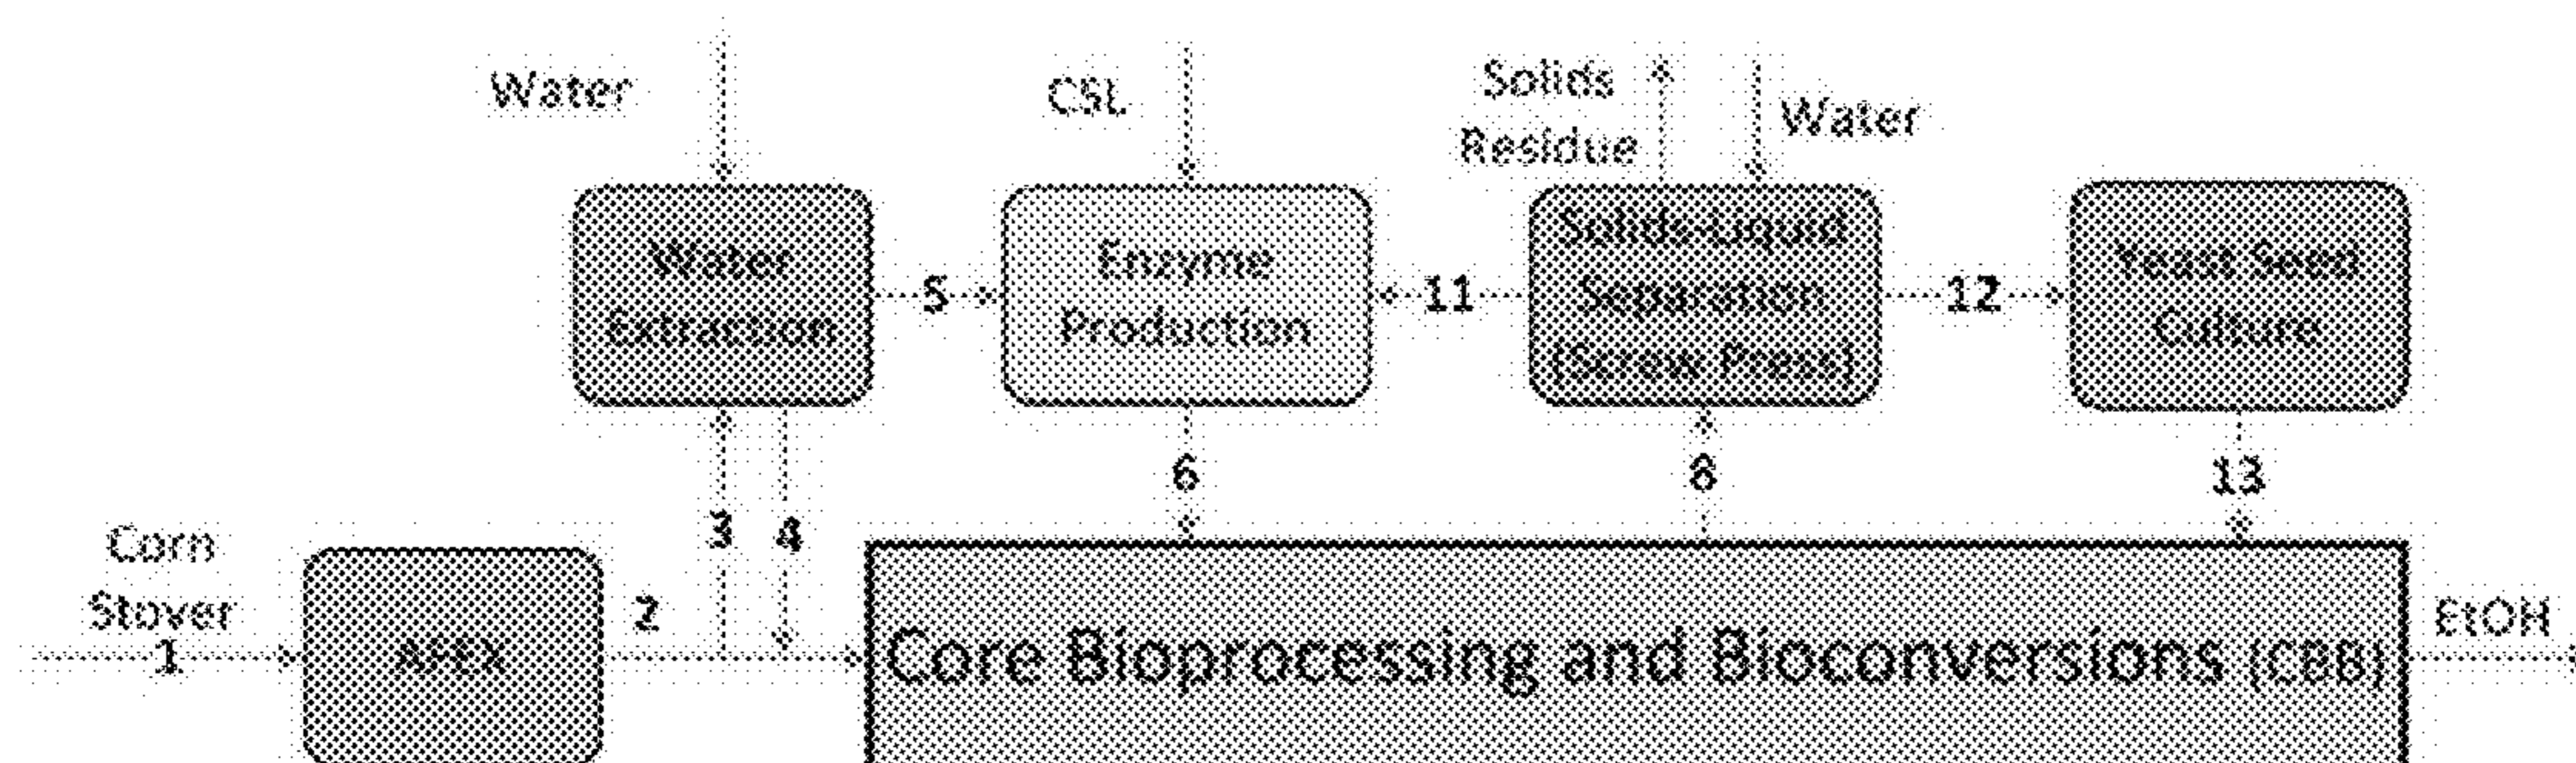 Water
CSL
Solids
Residue
Water
Water
Extraction
5
Enzyme
Production
11
Solids-Liquid
Separation
(Screw Press)
12
Yeast Seed
Culture
3
4
6
8
13
Corn
Stover
1
AFEX
2
Core Bioprocessing and Bioconversions (CBB)
EtOH